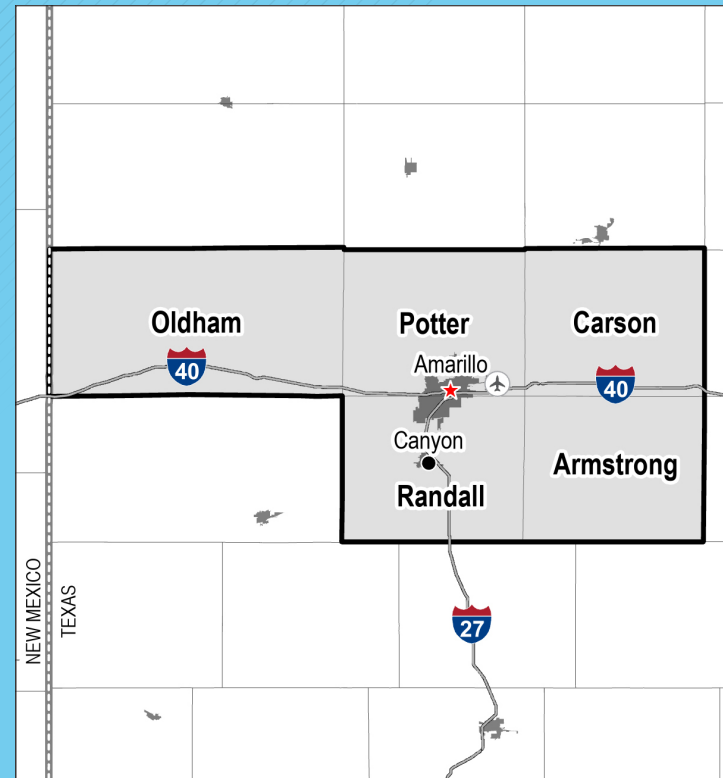 Oldham
Potter
Carson
40
Amarillo
40
Canyon
Armstrong
Randall
NEW MEXICO
TEXAS
27